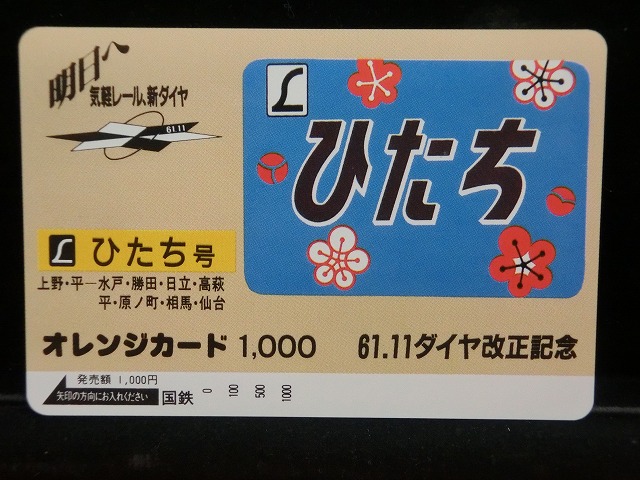 明日へ
気軽レール、新ダイヤ
61.11
L
ひたち
L ひたち号
上野・平―水戸・勝田・日立・高萩
平・原ノ町・相馬・仙台
オレンジカード 1,000
61.11ダイヤ改正記念
発売額 1,000円
矢印の方向にお入れください
国鉄
0 100 500 1000